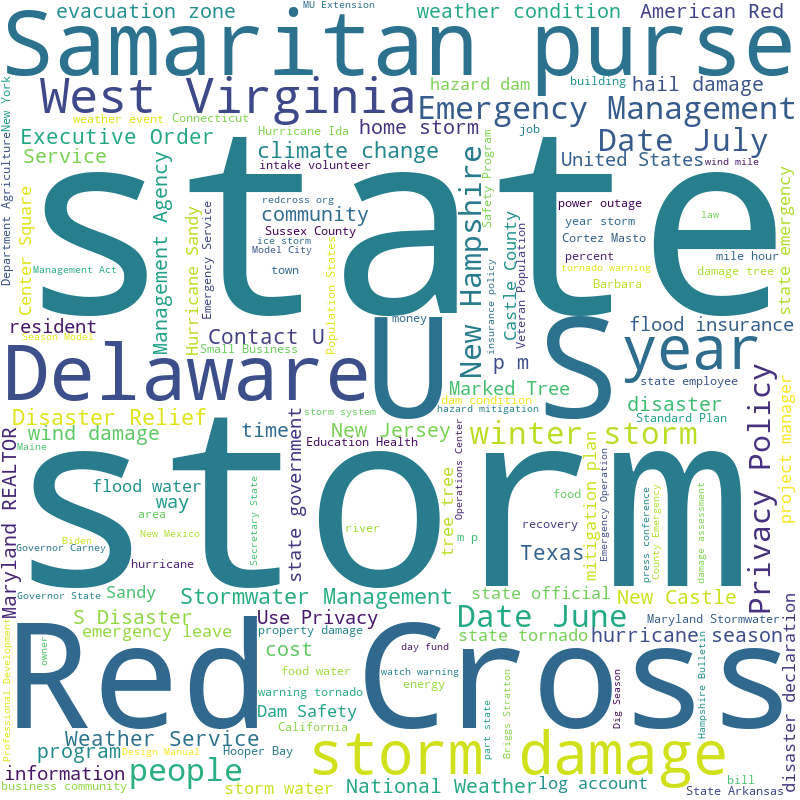 MU Extension
evacuation zone
weather condition
American Red
Samaritan purse
West Virginia
hazard dam
building
hail damage
New York
weather event
Connecticut
Emergency Management
Executive Order
Hurricane Ida
home storm
job
Date July
Service
climate change
United States
wind mile
Department Agriculture
intake volunteer
Safety Program
state
Management Agency
redcross org
community
New Hampshire
power outage
law
Center Square
Hurricane Sandy
Emergency Service
Sussex County
year storm
state emergency
ice storm
Model City
Castle County
Veteran Population
Cortez Masto
mile hour
Management Act
town
percent
tornado warning
damage tree
Population States
insurance policy
Barbara
resident
Season Model
Contact U
money
U S
flood insurance
Small Business
p m
year
Delaware
Marked Tree
state employee
dam condition
disaster
Disaster Relief
storm system
hazard mitigation
Standard Plan
wind damage
time
New Jersey
winter storm
Privacy Policy
project manager
Maryland REALTOR
Maine
state government
Education Health
Operations Center
flood water
way
storm
tree tree
mitigation plan
Emergency Operation
food
press conference
County Emergency
damage assessment
area
Secretary State
river
recovery
Biden
New Mexico
m p
Texas
Governor Carney
hurricane
Governor State
Sandy
Stormwater Management
state official
New Castle
S Disaster
Use Privacy
Date June
Maryland Stormwater
emergency leave
property damage
state tornado
hurricane season
Professional Development
Red Cross
owner
cost
day fund
food water
watch warning
warning tornado
energy
Dam Safety
California
Briggs Stratton
part state
Dig Season
Hampshire Bulletin
disaster declaration
Weather Service
program
Design Manual
Hooper Bay
storm damage
information
people
business community
storm water
National Weather
log account
bill
State Arkansas